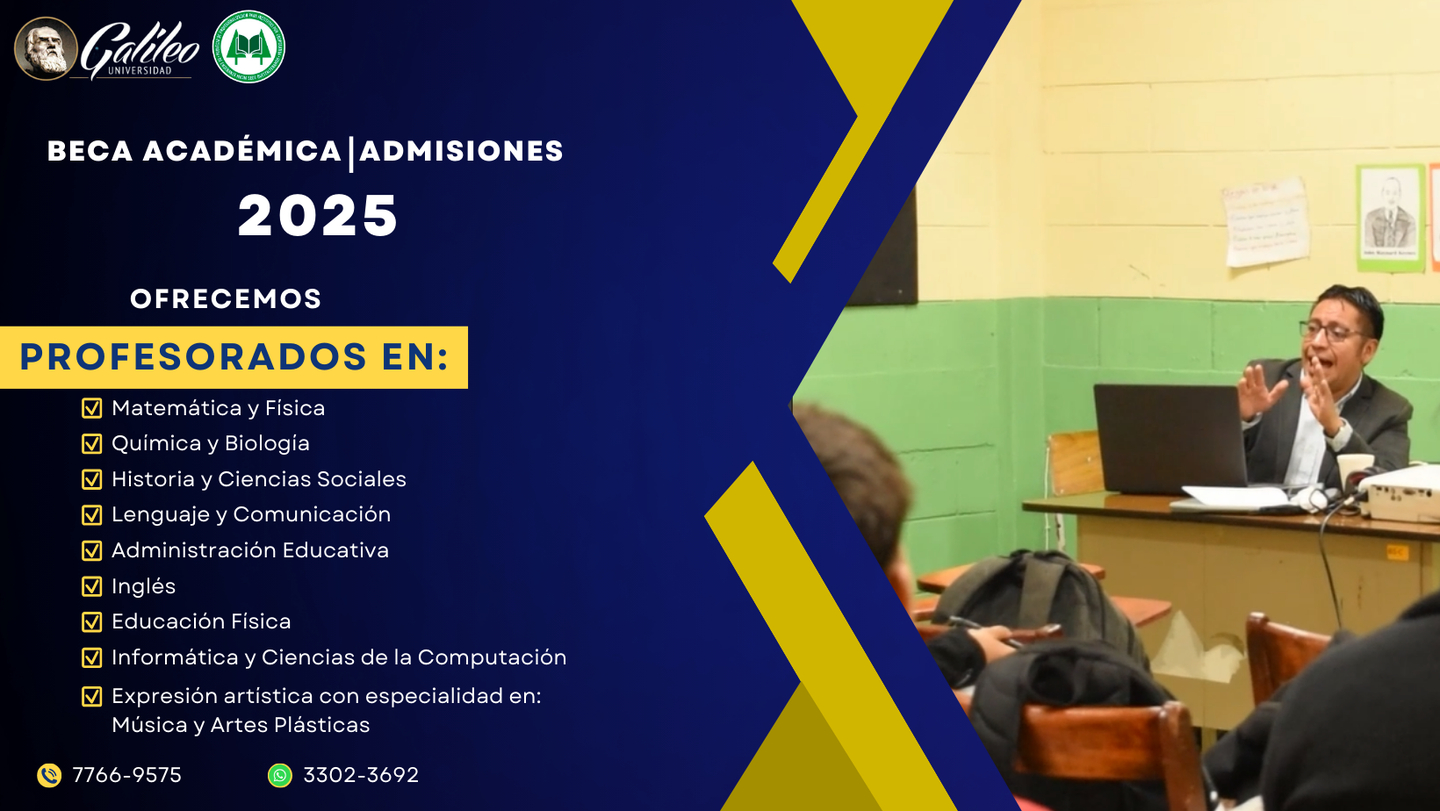 Galileo
UNIVERSIDAD
BECA ACADÉMICA|ADMISIONES
2025
OFRECEMOS
PROFESORADOS EN:
Matemática y Física
Química y Biología
Historia y Ciencias Sociales
Lenguaje y Comunicación
Administración Educativa
Inglés
Educación Física
Informática y Ciencias de la Computación
Expresión artística con especialidad en:
Música y Artes Plásticas
7766-9575
3302-3692